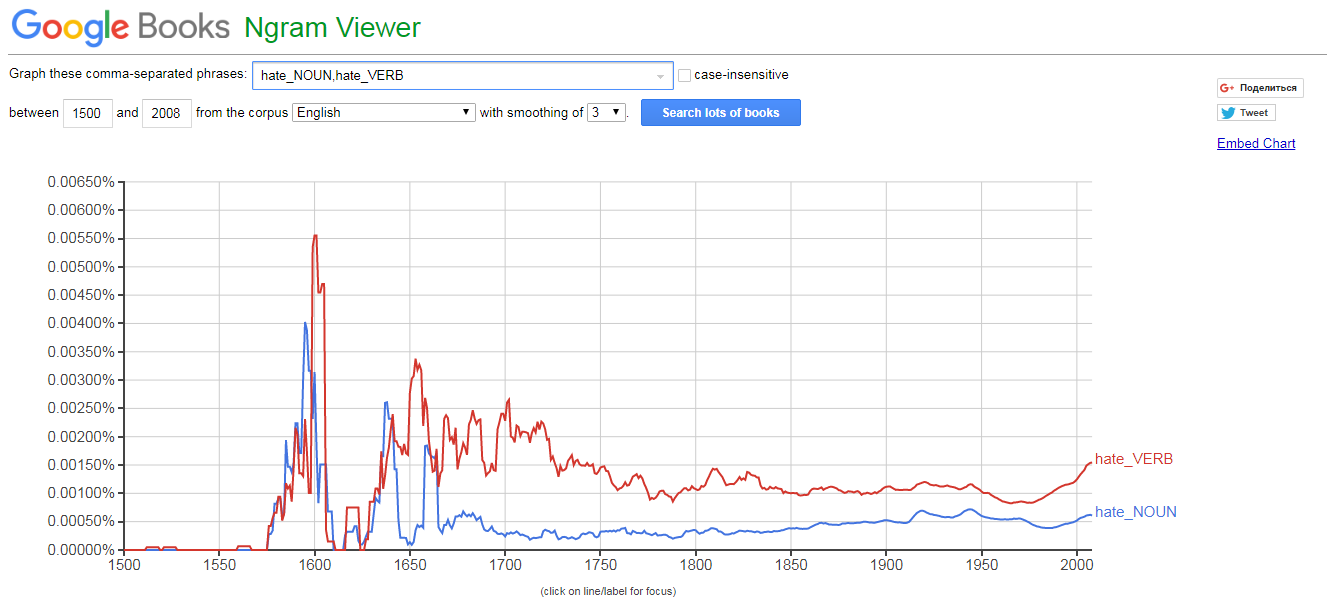 Google Books Ngram Viewer
Graph these comma-separated phrases: hate_NOUN,hate_VERB case-insensitive
between 1500 and 2008 from the corpus English with smoothing of 3 . Search lots of books
G+ Поделиться
Tweet
Embed Chart
0.00650%
0.00600%
0.00550%
0.00500%
0.00450%
0.00400%
0.00350%
0.00300%
0.00250%
0.00200%
0.00150%
0.00100%
0.00050%
0.00000%
hate_VERB
hate_NOUN
1500 1550 1600 1650 1700 1750 1800 1850 1900 1950 2000
(click on line/label for focus)